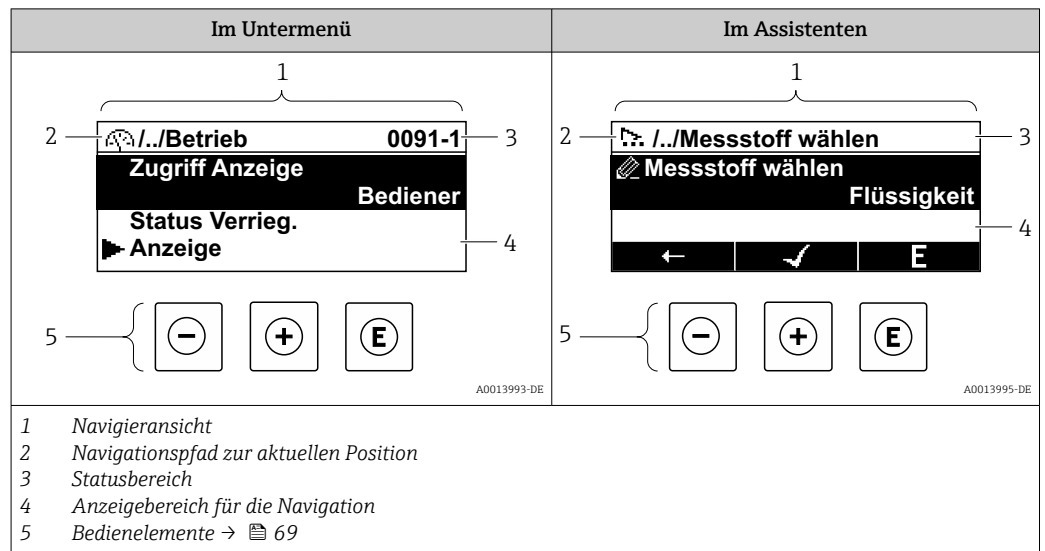 Im Untermenü
Im Assistenten
1
2
/../Betrieb 0091-1
3
Zugriff Anzeige
Bediener
Status Verrieg.
Anzeige
4
5
- + E
A0013993-DE
1
2
/../Messstoff wählen
3
Messstoff wählen
Flüssigkeit
4
← ✓ E
5
- + E
A0013995-DE
1 Navigieransicht
2 Navigationspfad zur aktuellen Position
3 Statusbereich
4 Anzeigebereich für die Navigation
5 Bedienelemente → 69